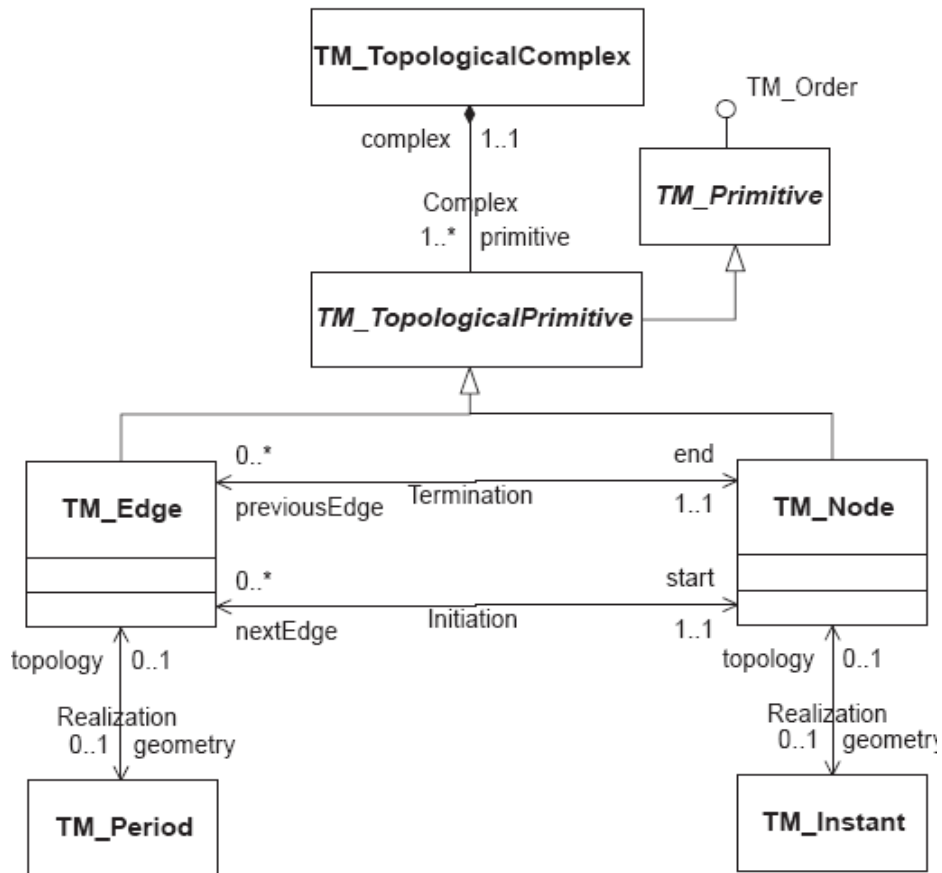 TM_TopologicalComplex
TM_Order
complex 1..1
TM_Primitive
Complex
1..* primitive
TM_TopologicalPrimitive
0..* end
TM_Edge Termination TM_Node
previousEdge 1..1
0..* start
nextEdge Initiation 1..1
topology 0..1 topology 0..1
Realization Realization
0..1 geometry 0..1 geometry
TM_Period TM_Instant